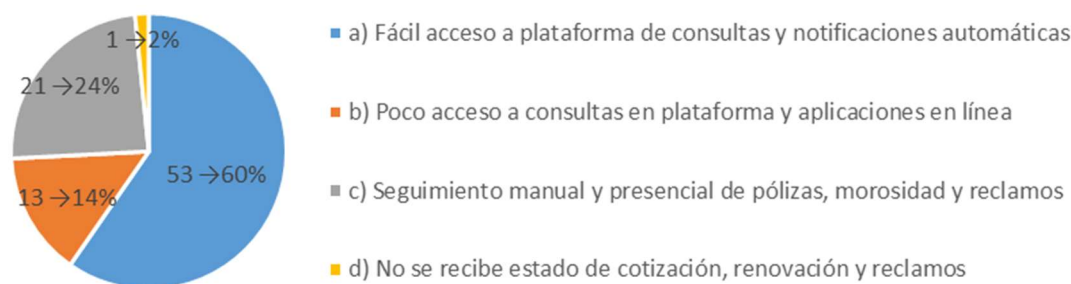 1 →2%
21 →24%
53 →60%
13 →14%
a) Fácil acceso a plataforma de consultas y notificaciones automáticas
b) Poco acceso a consultas en plataforma y aplicaciones en línea
c) Seguimiento manual y presencial de pólizas, morosidad y reclamos
d) No se recibe estado de cotización, renovación y reclamos